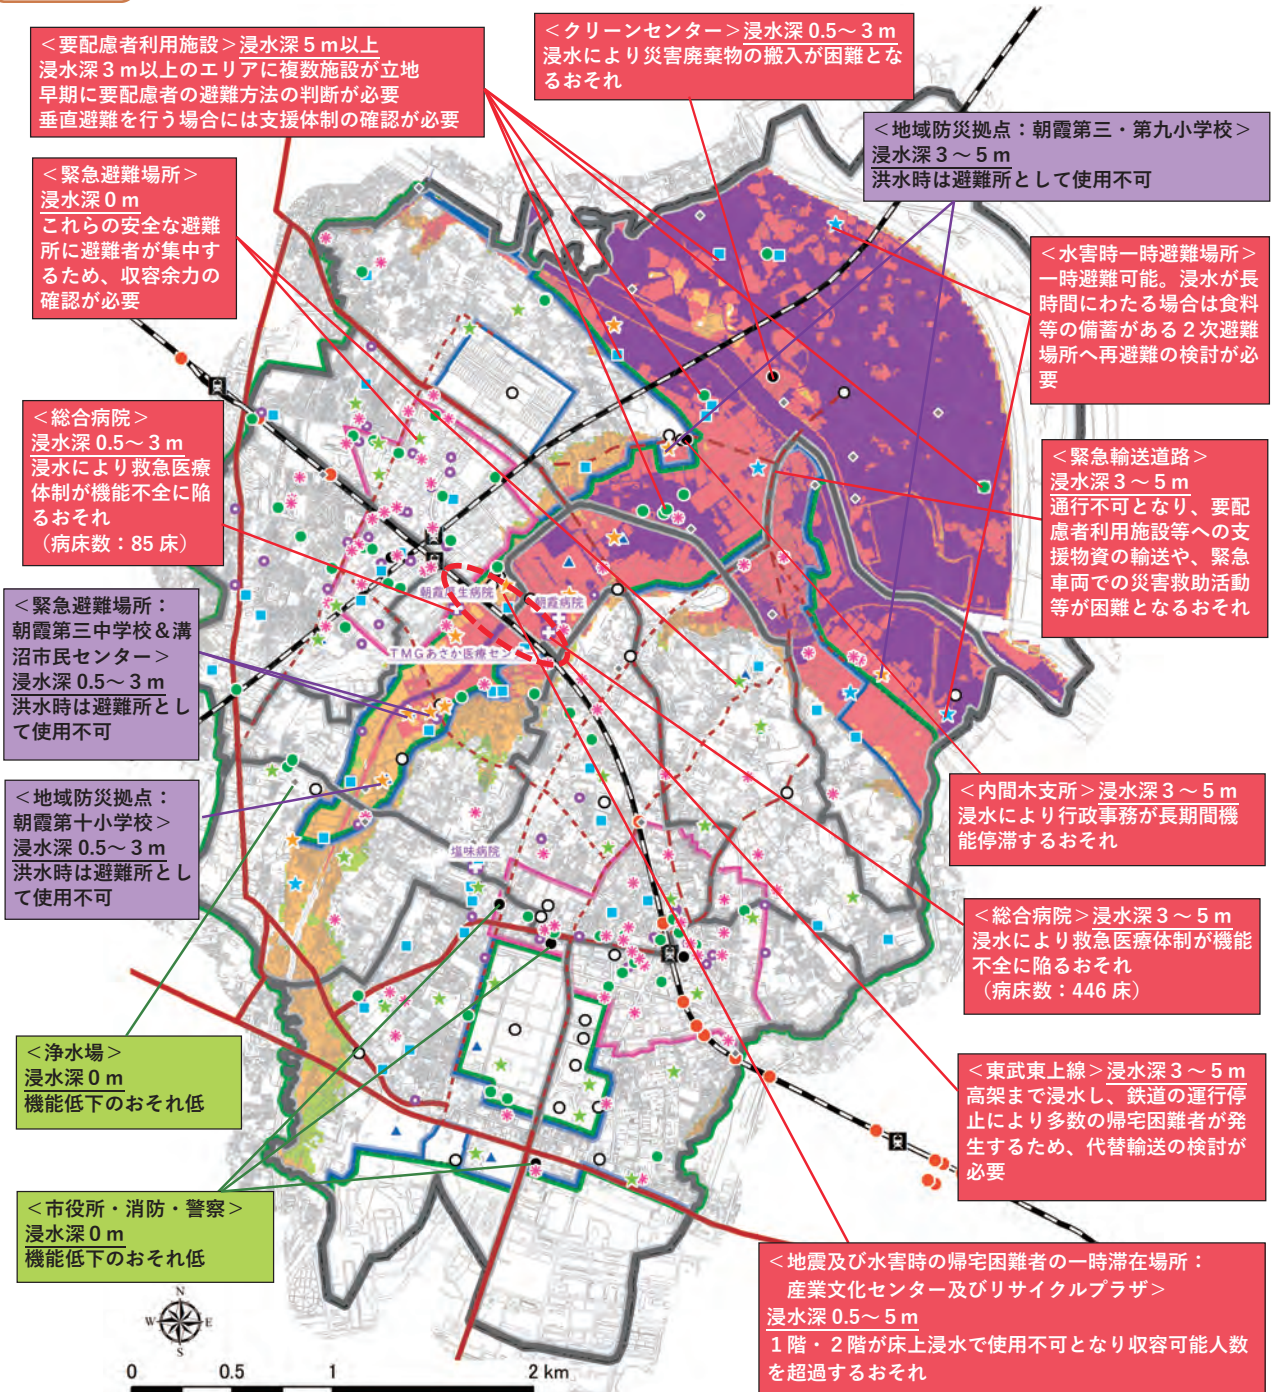 ＜要配慮者利用施設＞浸水深５ｍ以上
浸水深３ｍ以上のエリアに複数施設が立地
早期に要配慮者の避難方法の判断が必要
垂直避難を行う場合には支援体制の確認が必要
＜クリーンセンター＞浸水深 0.5～３ｍ
浸水により災害廃棄物の搬入が困難とな
るおそれ
＜地域防災拠点：朝霞第三・第九小学校＞
浸水深３～５ｍ
洪水時は避難所として使用不可
＜緊急避難場所＞
浸水深０ｍ
これらの安全な避難
所に避難者が集中す
るため、収容余力の
確認が必要
＜水害時一時避難場所＞
一時避難可能。浸水が長
時間にわたる場合は食料
等の備蓄がある２次避難
場所へ再避難の検討が必
要
＜総合病院＞
浸水深 0.5～３ｍ
浸水により救急医療
体制が機能不全に陥
るおそれ
（病床数：85 床）
＜緊急輸送道路＞
浸水深３～５ｍ
通行不可となり、要配
慮者利用施設等への支
援物資の輸送や、緊急
車両での災害救助活動
等が困難となるおそれ
＜緊急避難場所：
朝霞第三中学校＆溝
沼市民センター＞
浸水深 0.5～３ｍ
洪水時は避難所とし
て使用不可
朝霞厚生病院
朝霞病院
TMGあさか医療セン
＜地域防災拠点：
朝霞第十小学校＞
浸水深 0.5～３ｍ
洪水時は避難所とし
て使用不可
塩味病院
＜内間木支所＞浸水深３～５ｍ
浸水により行政事務が長期間機
能停滞するおそれ
＜総合病院＞浸水深３～５ｍ
浸水により救急医療体制が機能
不全に陥るおそれ
（病床数：446 床）
＜浄水場＞
浸水深０ｍ
機能低下のおそれ低
＜東武東上線＞浸水深３～５ｍ
高架まで浸水し、鉄道の運行停
止により多数の帰宅困難者が発
生するため、代替輸送の検討が
必要
＜市役所・消防・警察＞
浸水深０ｍ
機能低下のおそれ低
＜地震及び水害時の帰宅困難者の一時滞在場所：
産業文化センター及びリサイクルプラザ＞
浸水深 0.5～５ｍ
１階・２階が床上浸水で使用不可となり収容可能人数
を超過するおそれ
N
W E
S
0 0.5 1 2 km